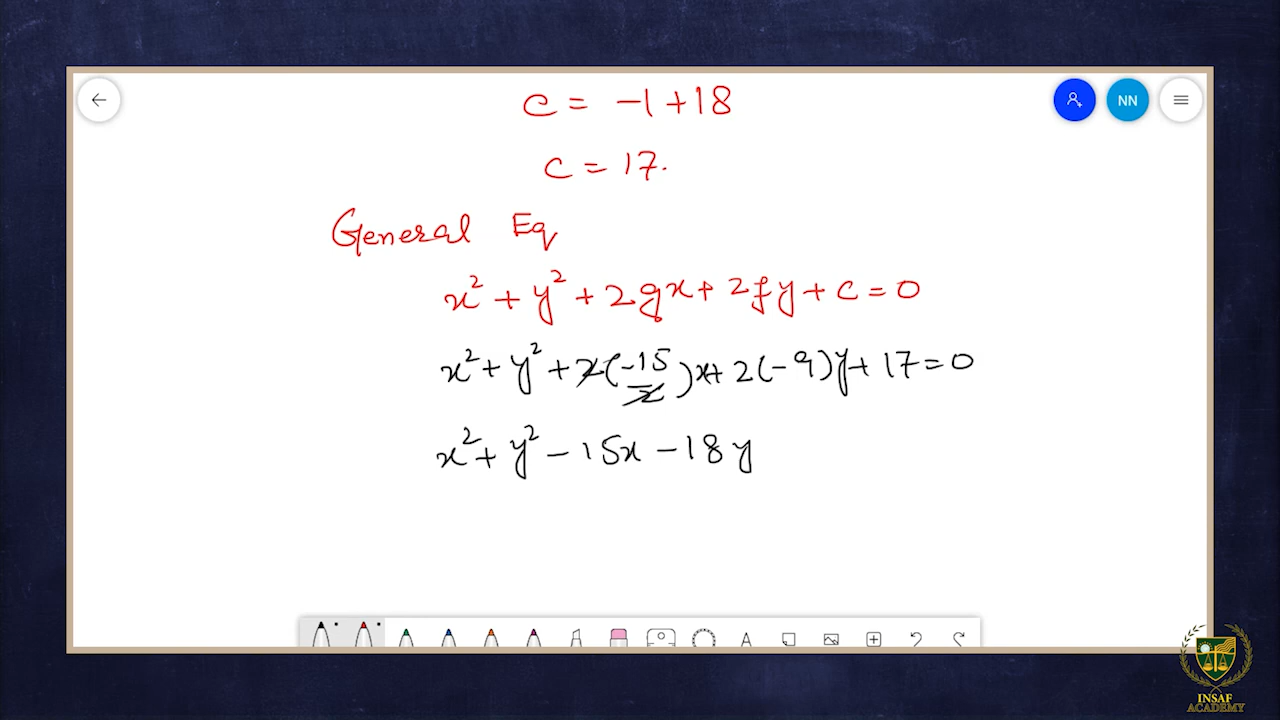 c = -1 + 18
c = 17.
General Eq
x² + y² + 2gx + 2fy + c = 0
x² + y² + 2(-15/2)x + 2(-9)y + 17 = 0
x² + y² - 15x - 18y
NN
A
INSAF
ACADEMY